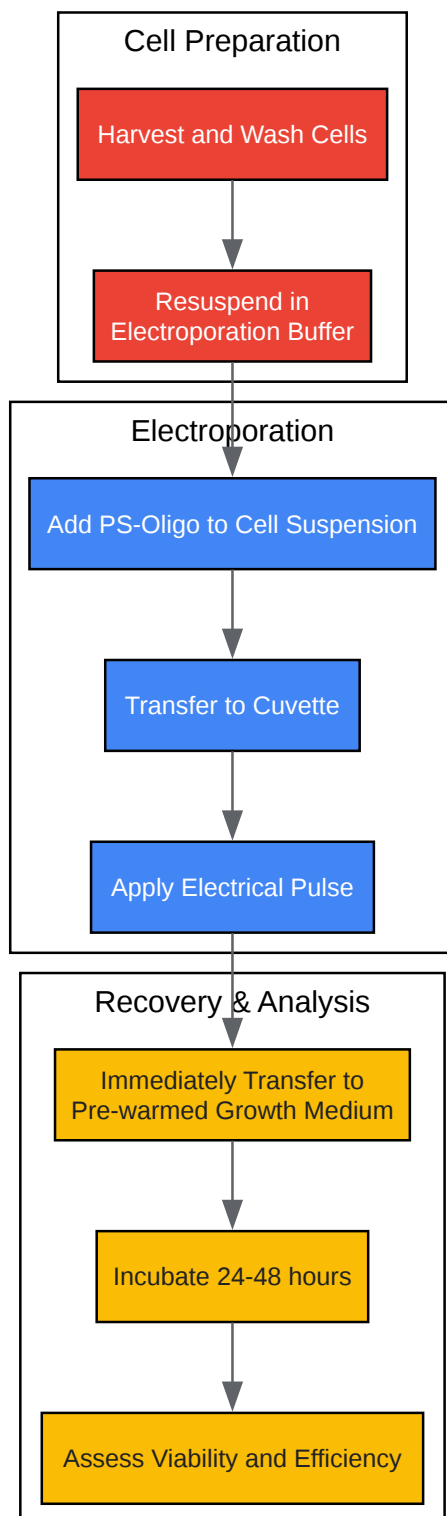 Cell Preparation
Harvest and Wash Cells
Resuspend in
Electroporation Buffer
Electroporation
Add PS-Oligo to Cell Suspension
Transfer to Cuvette
Apply Electrical Pulse
Recovery & Analysis
Immediately Transfer to
Pre-warmed Growth Medium
Incubate 24-48 hours
Assess Viability and Efficiency